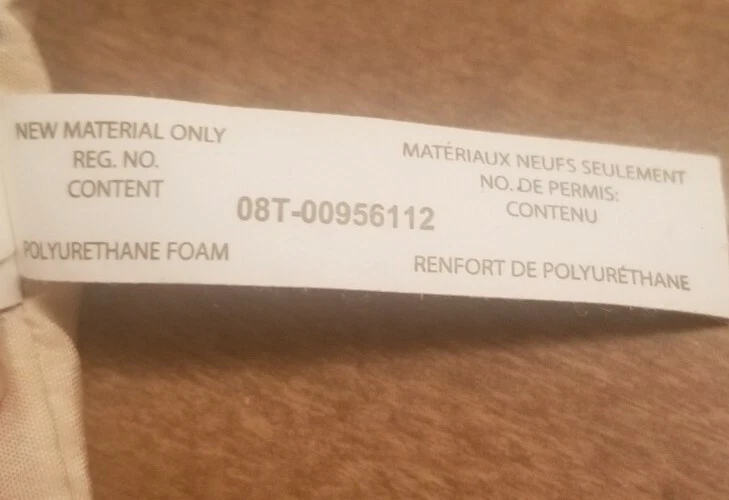 NEW MATERIAL ONLY
REG. NO.
CONTENT
POLYURETHANE FOAM
08T-00956112
MATÉRIAUX NEUFS SEULEMENT
NO. DE PERMIS:
CONTENU
RENFORT DE POLYURÉTHANE